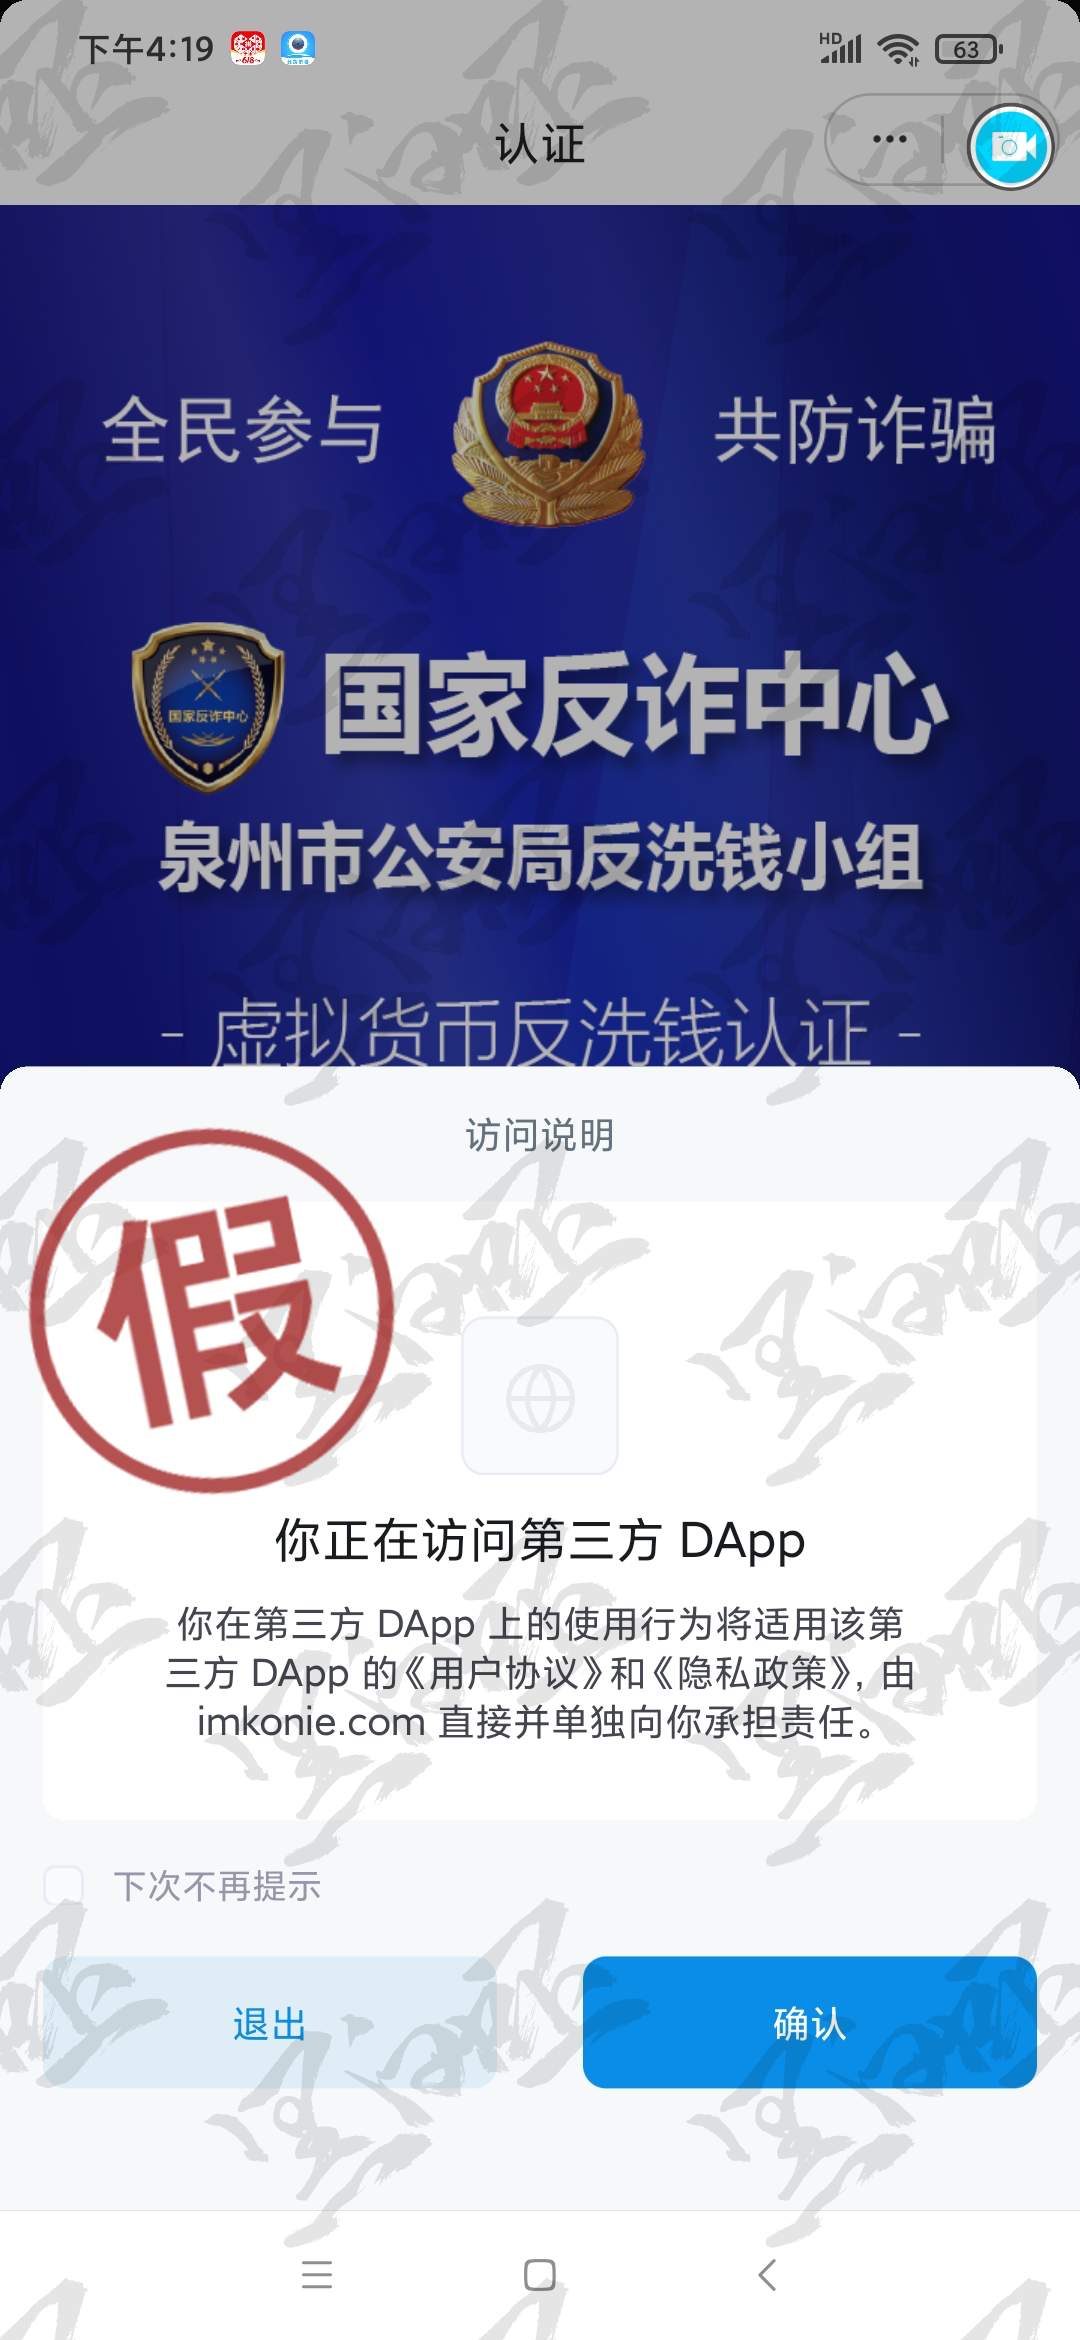 下午4:19
HD
63
认证
全民参与
共防诈骗
国家反诈中心
国家反诈中心
泉州市公安局反洗钱小组
- 虚拟货币反洗钱认证 -
访问说明
假
你正在访问第三方 DApp
你在第三方 DApp 上的使用行为将适用该第
三方 DApp 的《用户协议》和《隐私政策》，由
imkonie.com 直接并单独向你承担责任。
下次不再提示
退出
确认